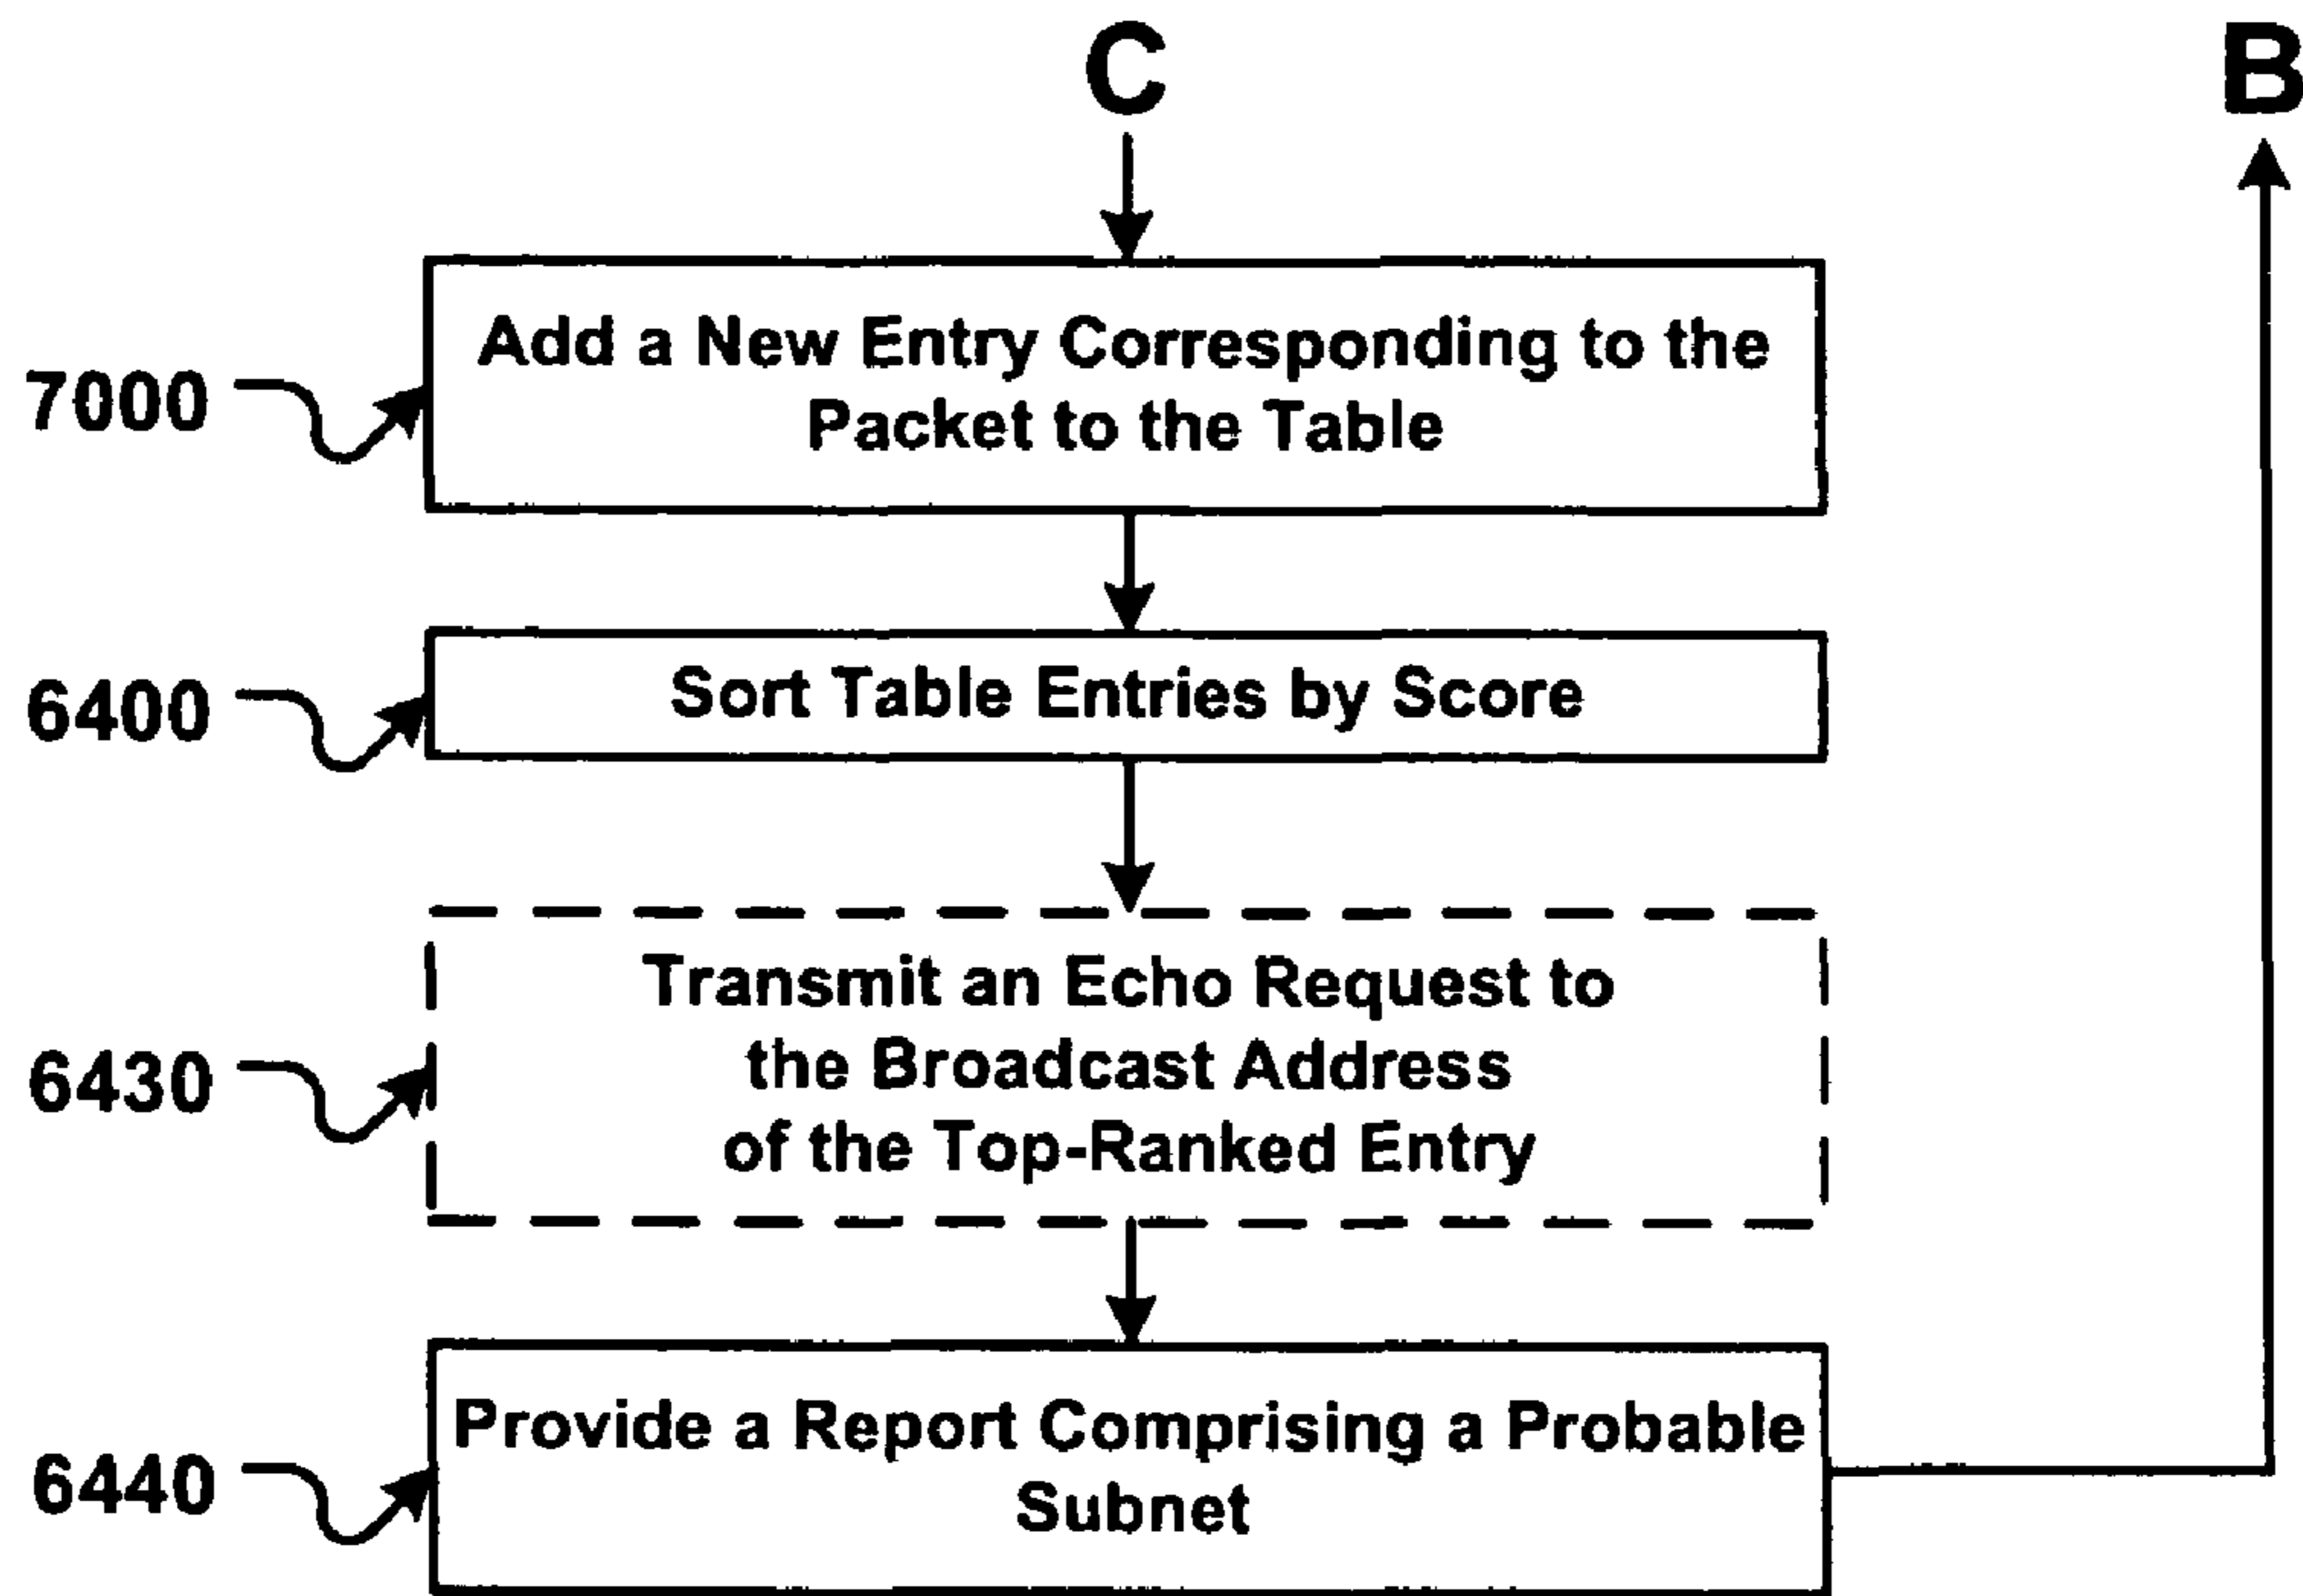 C
B
Add a New Entry Corresponding to the
Packet to the Table
7000
Sort Table Entries by Score
6400
Transmit an Echo Request to
the Broadcast Address
of the Top-Ranked Entry
6430
Provide a Report Comprising a Probable
Subnet
6440